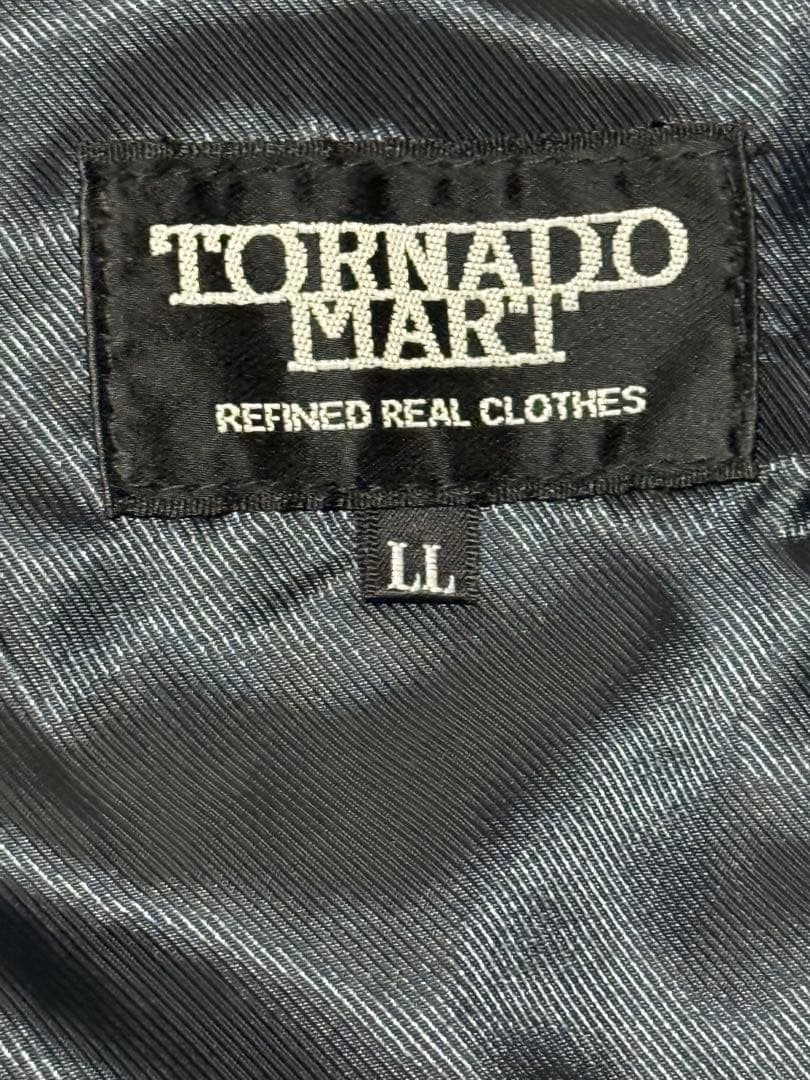 TORNADO
MART
REFINED REAL CLOTHES
LL